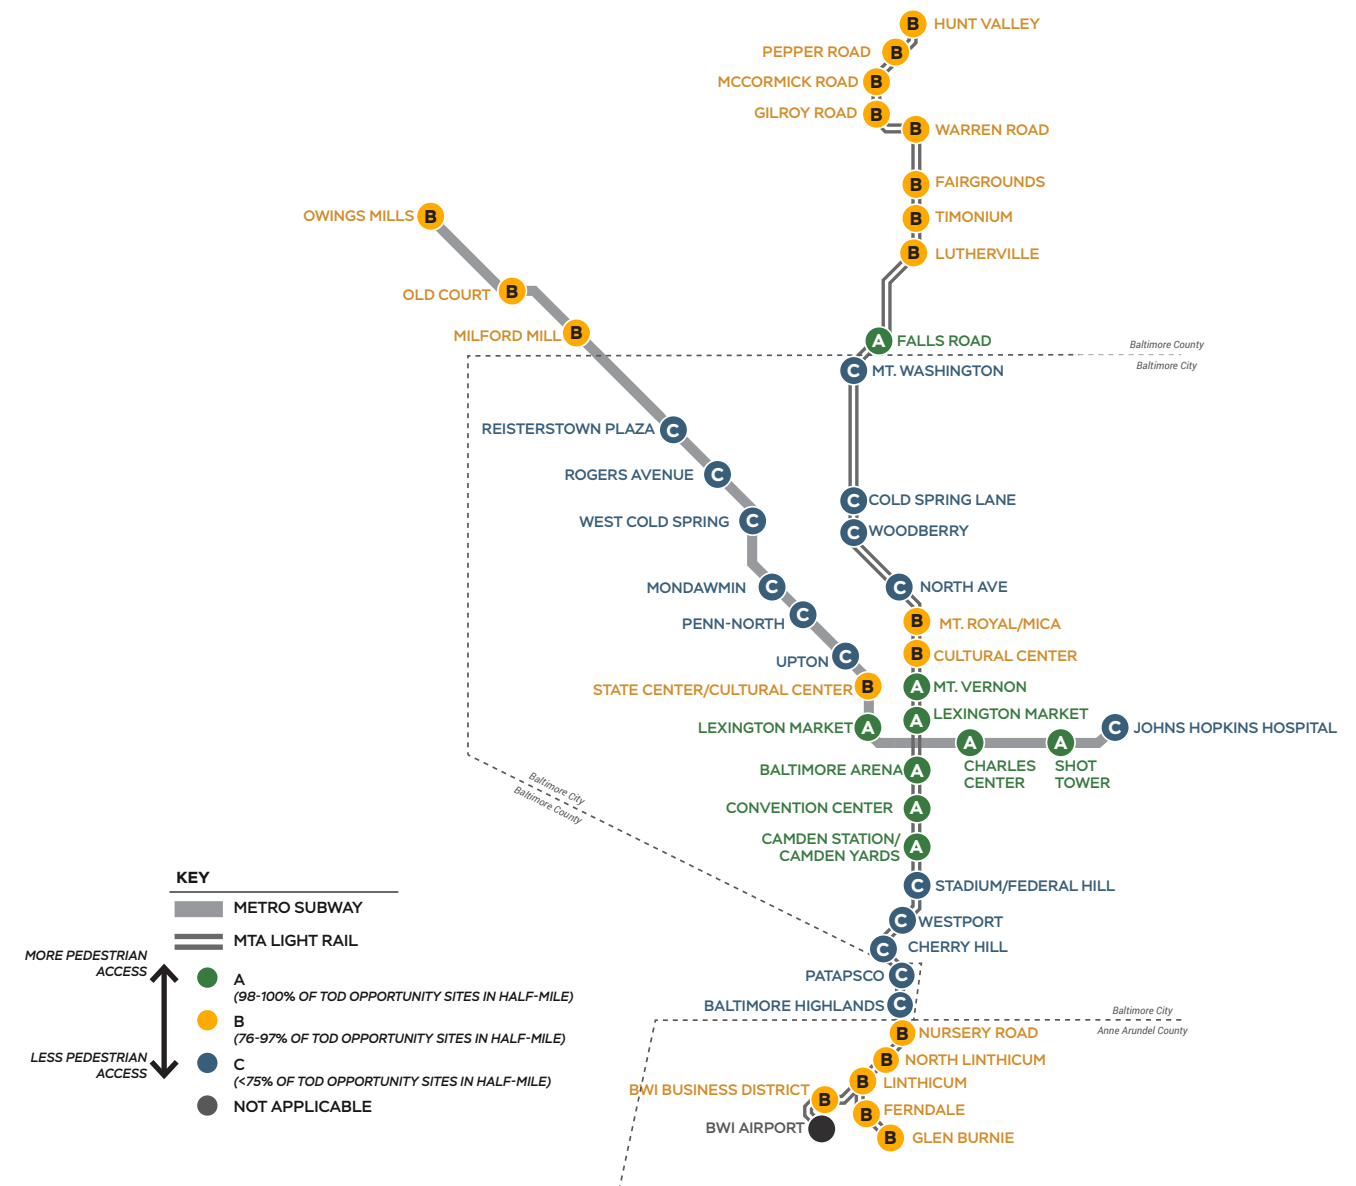 B HUNT VALLEY
PEPPER ROAD B
MCCORMICK ROAD B
GILROY ROAD B
B WARREN ROAD
B FAIRGROUNDS
OWINGS MILLS B
B TIMONIUM
B LUTHERVILLE
OLD COURT B
MILFORD MILL B
A FALLS ROAD
Baltimore County
Baltimore City
C MT. WASHINGTON
REISTERSTOWN PLAZA C
ROGERS AVENUE C
C COLD SPRING LANE
WEST COLD SPRING C
C WOODBERRY
MONDAWMIN C
C NORTH AVE
PENN-NORTH C
B MT. ROYAL/MICA
UPTON C
B CULTURAL CENTER
STATE CENTER/CULTURAL CENTER B
A MT. VERNON
A LEXINGTON MARKET
LEXINGTON MARKET A
C JOHNS HOPKINS HOSPITAL
A
CHARLES
CENTER
A
SHOT
TOWER
BALTIMORE ARENA A
Baltimore City
Baltimore County
CONVENTION CENTER A
CAMDEN STATION/
CAMDEN YARDS A
C STADIUM/FEDERAL HILL
C WESTPORT
C CHERRY HILL
PATAPSCO C
BALTIMORE HIGHLANDS C
Baltimore City
Anne Arundel County
B NURSERY ROAD
B NORTH LINTHICUM
B LINTHICUM
BWI BUSINESS DISTRICT B
B FERNDALE
BWI AIRPORT
B GLEN BURNIE
KEY
METRO SUBWAY
MTA LIGHT RAIL
MORE PEDESTRIAN
ACCESS
A
(98-100% OF TOD OPPORTUNITY SITES IN HALF-MILE)
B
(76-97% OF TOD OPPORTUNITY SITES IN HALF-MILE)
LESS PEDESTRIAN
ACCESS
C
(<75% OF TOD OPPORTUNITY SITES IN HALF-MILE)
NOT APPLICABLE